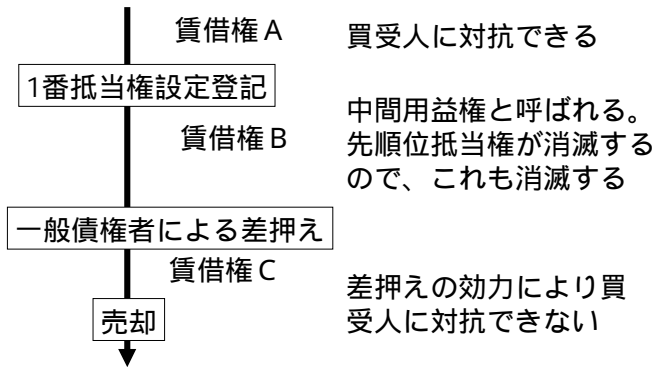 賃借権A
買受人に対抗できる
1番抵当権設定登記
賃借権B
中間用益権と呼ばれる。
先順位抵当権が消滅する
ので、これも消滅する
一般債権者による差押え
賃借権C
差押えの効力により買
受人に対抗できない
売却